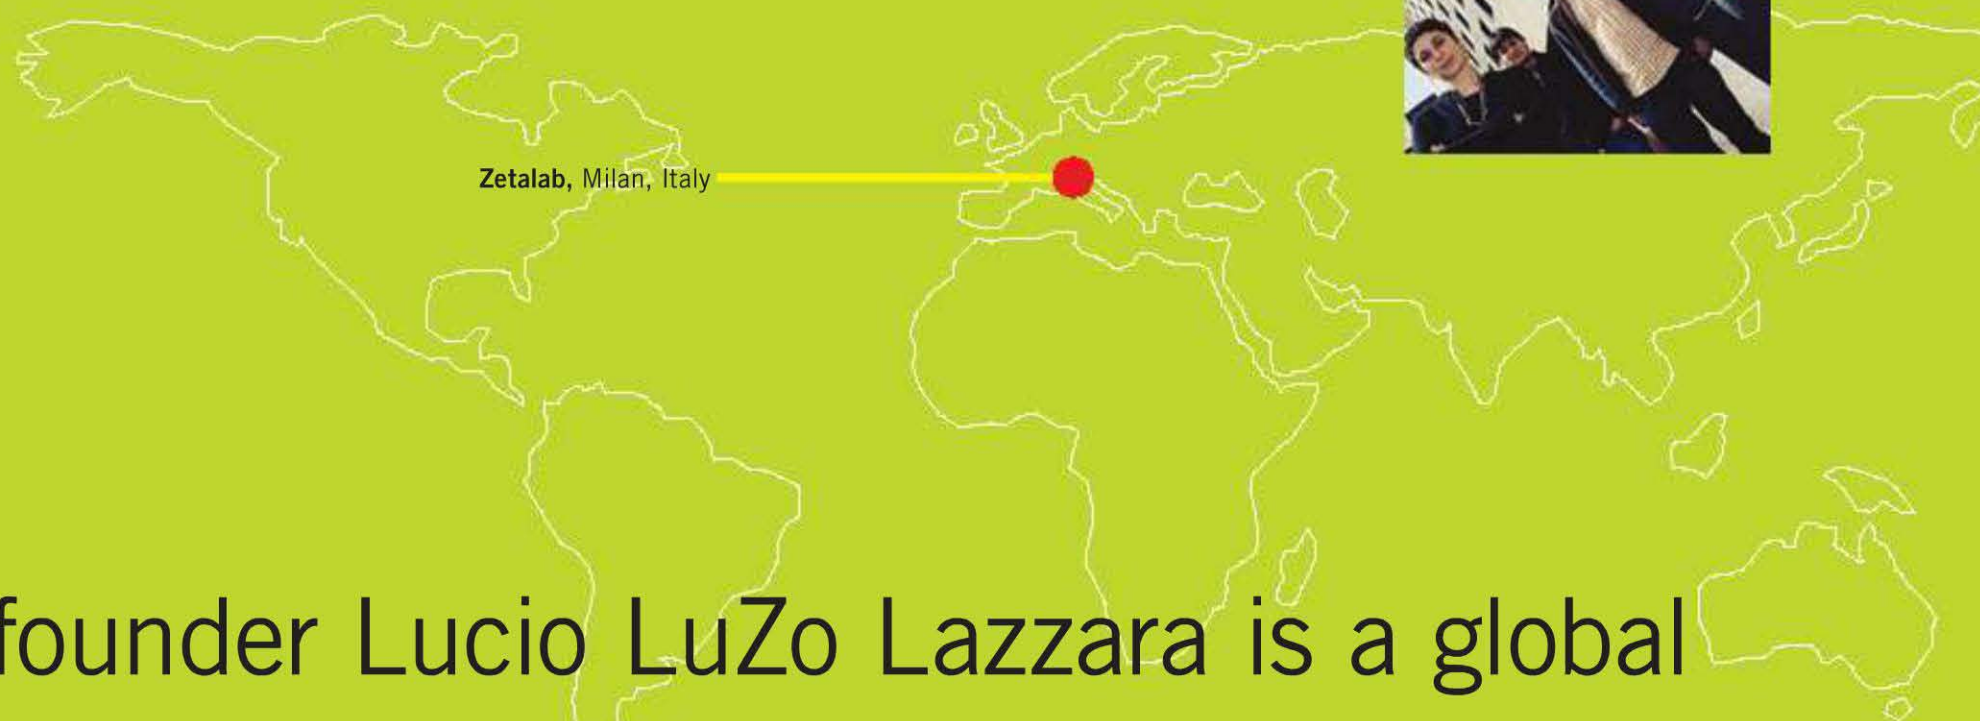 Zetalab, Milan, Italy
founder Lucio LuZo Lazzara is a global